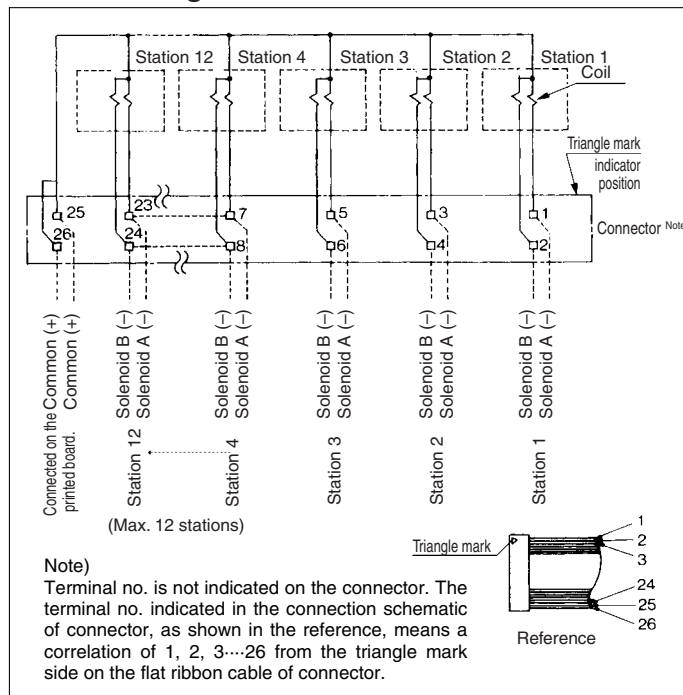 Station 12 Station 4 Station 3 Station 2 Station 1
Coil
Triangle mark
indicator
position
25 23 7 5 3 1
26 24 8 6 4 2
Connector Note
Connected on the
printed board.
Common (+)
Common (+)
Solenoid B (−)
Solenoid A (−)
Solenoid B (−)
Solenoid A (−)
Solenoid B (−)
Solenoid A (−)
Solenoid B (−)
Solenoid A (−)
Solenoid B (−)
Solenoid A (−)
Station 12
Station 4
Station 3
Station 2
Station 1
(Max. 12 stations)
Triangle mark
1
2
3
24
25
26
Reference
Note)
Terminal no. is not indicated on the connector. The
terminal no. indicated in the connection schematic
of connector, as shown in the reference, means a
correlation of 1, 2, 3····26 from the triangle mark
side on the flat ribbon cable of connector.